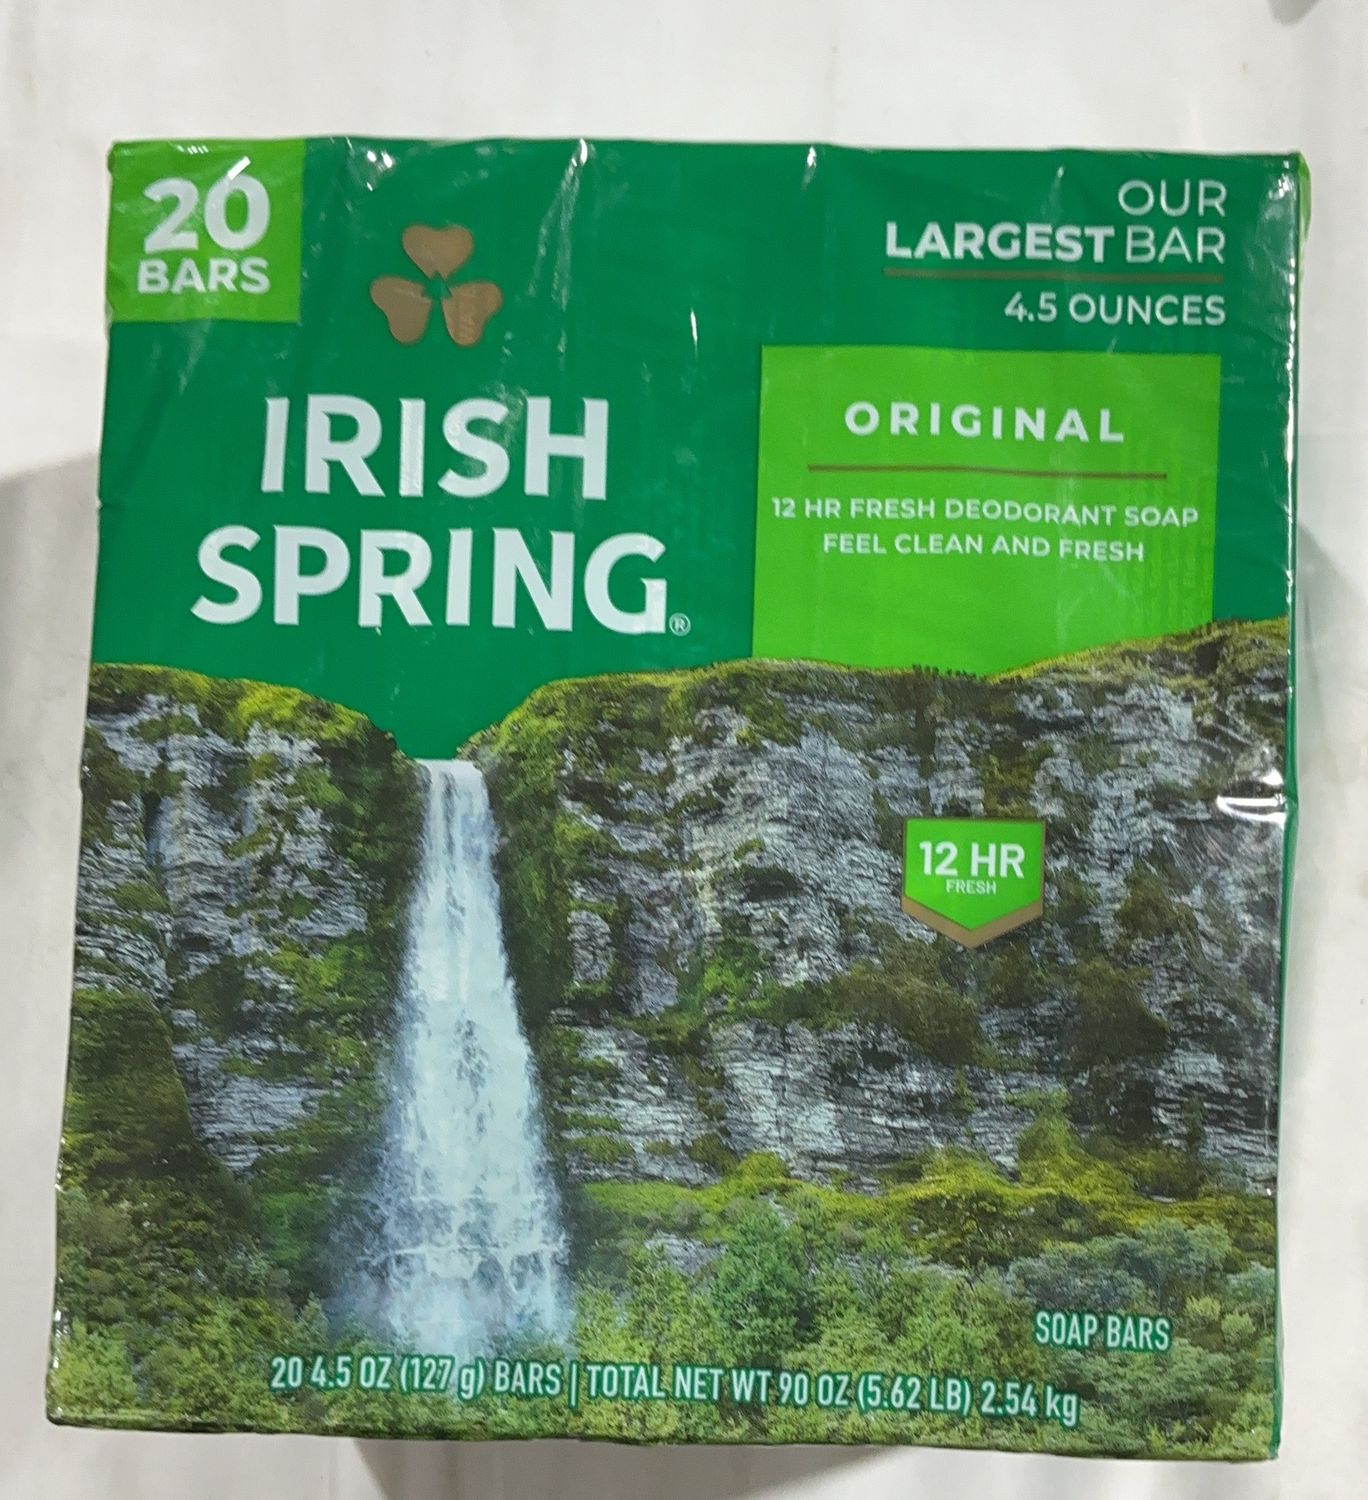 20
BARS
OUR
LARGEST BAR
4.5 OUNCES
IRISH
SPRING®
ORIGINAL
12 HR FRESH DEODORANT SOAP
FEEL CLEAN AND FRESH
12 HR
FRESH
SOAP BARS
20 4.5 OZ (127 g) BARS | TOTAL NET WT 90 OZ (5.62 LB) 2.54 kg